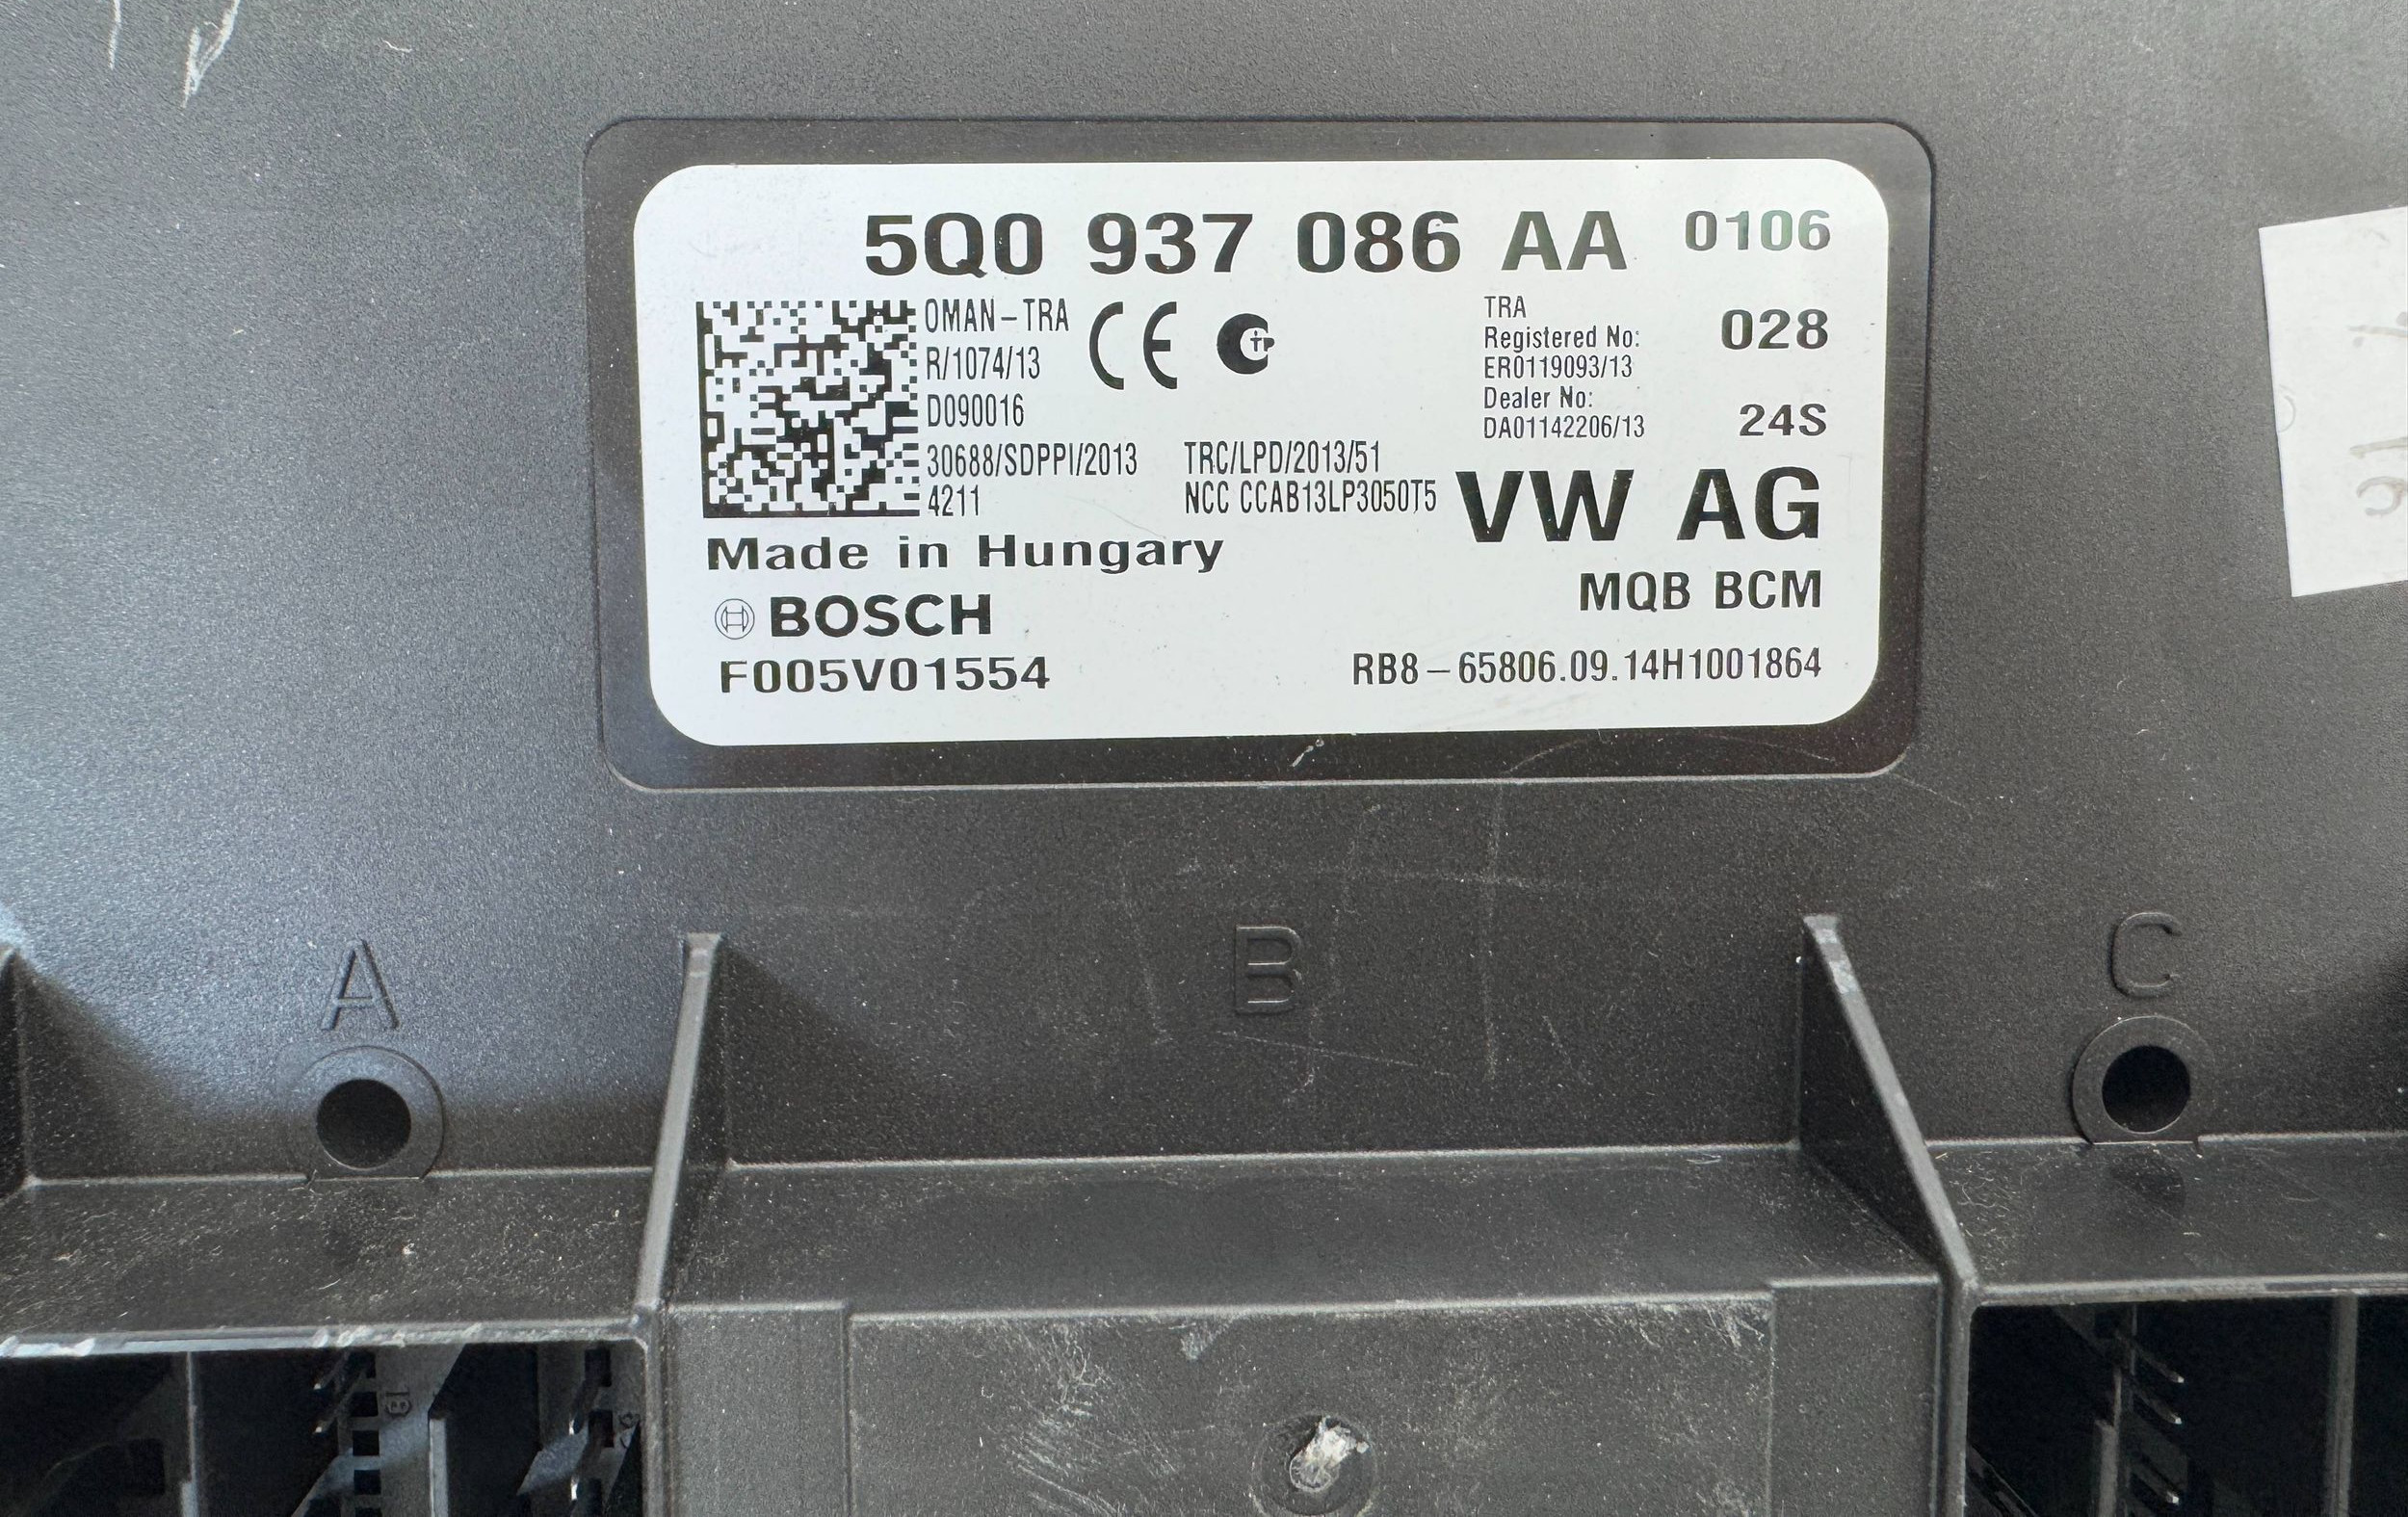 5Q0 937 086 AA 0106
OMAN-TRA
R/1074/13
D090016
30688/SDPPI/2013
4211
CE
TRC/LPD/2013/51
NCC CCAB13LP3050T5
TRA
Registered No:
ER0119093/13
Dealer No:
DA01142206/13
028
24S
VW AG
MQB BCM
Made in Hungary
BOSCH
F005V01554
RB8-65806.09.14H1001864
A
B
C
18